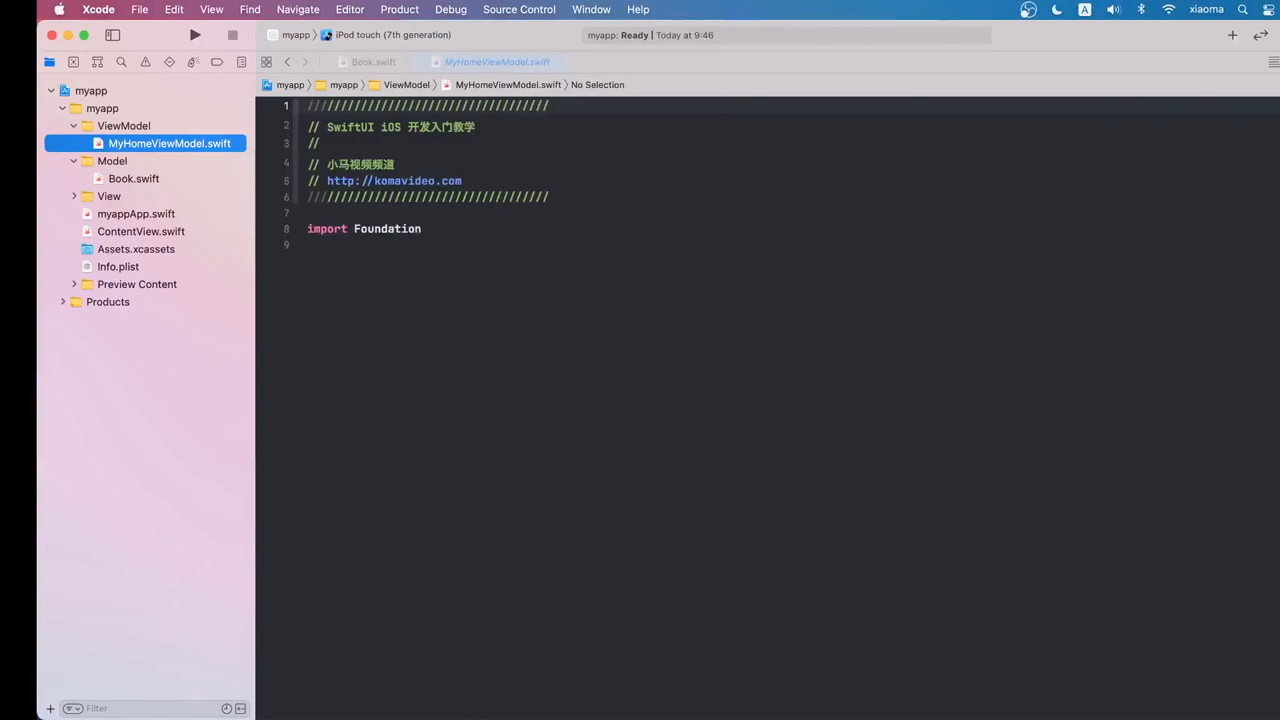 Xcode File Edit View Find Navigate Editor Product Debug Source Control Window Help A xiaoma
myapp iPod touch (7th generation) myapp: Ready | Today at 9:46
Book.swift MyHomeViewModel.swift
myapp myapp ViewModel MyHomeViewModel.swift No Selection
myapp
myapp
ViewModel
MyHomeViewModel.swift
Model
Book.swift
View
myappApp.swift
ContentView.swift
Assets.xcassets
Info.plist
Preview Content
Products
Filter
1 ////////////////////////////////////
2 // SwiftUI iOS 开发入门教学
3 //
4 // 小马视频频道
5 // http://komavideo.com
6 ////////////////////////////////////
7
8 import Foundation
9